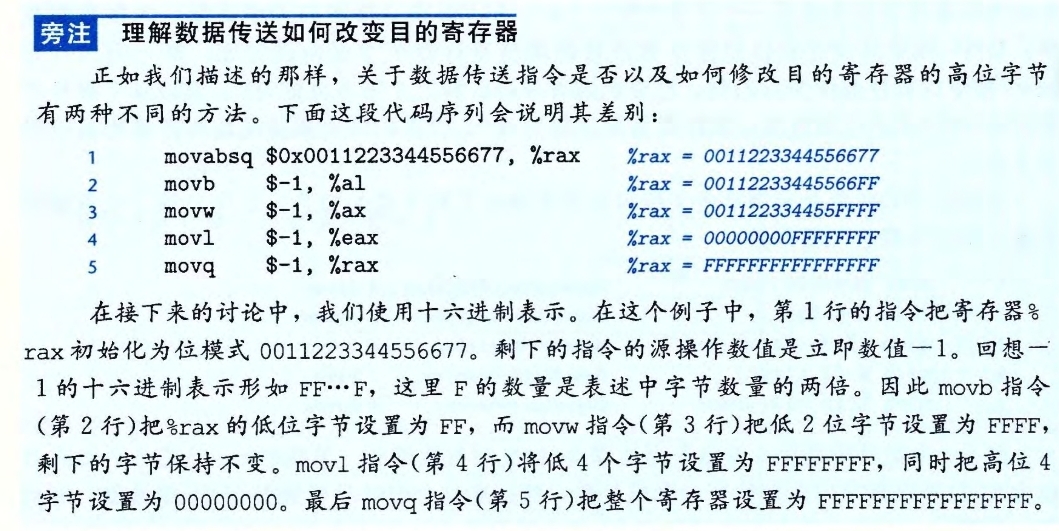 旁注 理解数据传送如何改变目的寄存器
正如我们描述的那样，关于数据传送指令是否以及如何修改目的寄存器的高位字节
有两种不同的方法。下面这段代码序列会说明其差别：
1 movabsq $0x0011223344556677, %rax %rax = 0011223344556677
2 movb $-1, %al %rax = 00112233445566FF
3 movw $-1, %ax %rax = 001122334455FFFF
4 movl $-1, %eax %rax = 00000000FFFFFFFF
5 movq $-1, %rax %rax = FFFFFFFFFFFFFFFF
在接下来的讨论中，我们使用十六进制表示。在这个例子中，第 1 行的指令把寄存器%
rax 初始化为位模式 0011223344556677。剩下的指令的源操作数值是立即数值－1。回想－
1 的十六进制表示形如 FF…F，这里 F 的数量是表述中字节数量的两倍。因此 movb 指令
(第 2 行)把%rax 的低位字节设置为 FF，而 movw 指令(第 3 行)把低 2 位字节设置为 FFFF，
剩下的字节保持不变。movl 指令(第 4 行)将低 4 个字节设置为 FFFFFFFF，同时把高位 4
字节设置为 00000000。最后 movq 指令(第 5 行)把整个寄存器设置为 FFFFFFFFFFFFFFFF。